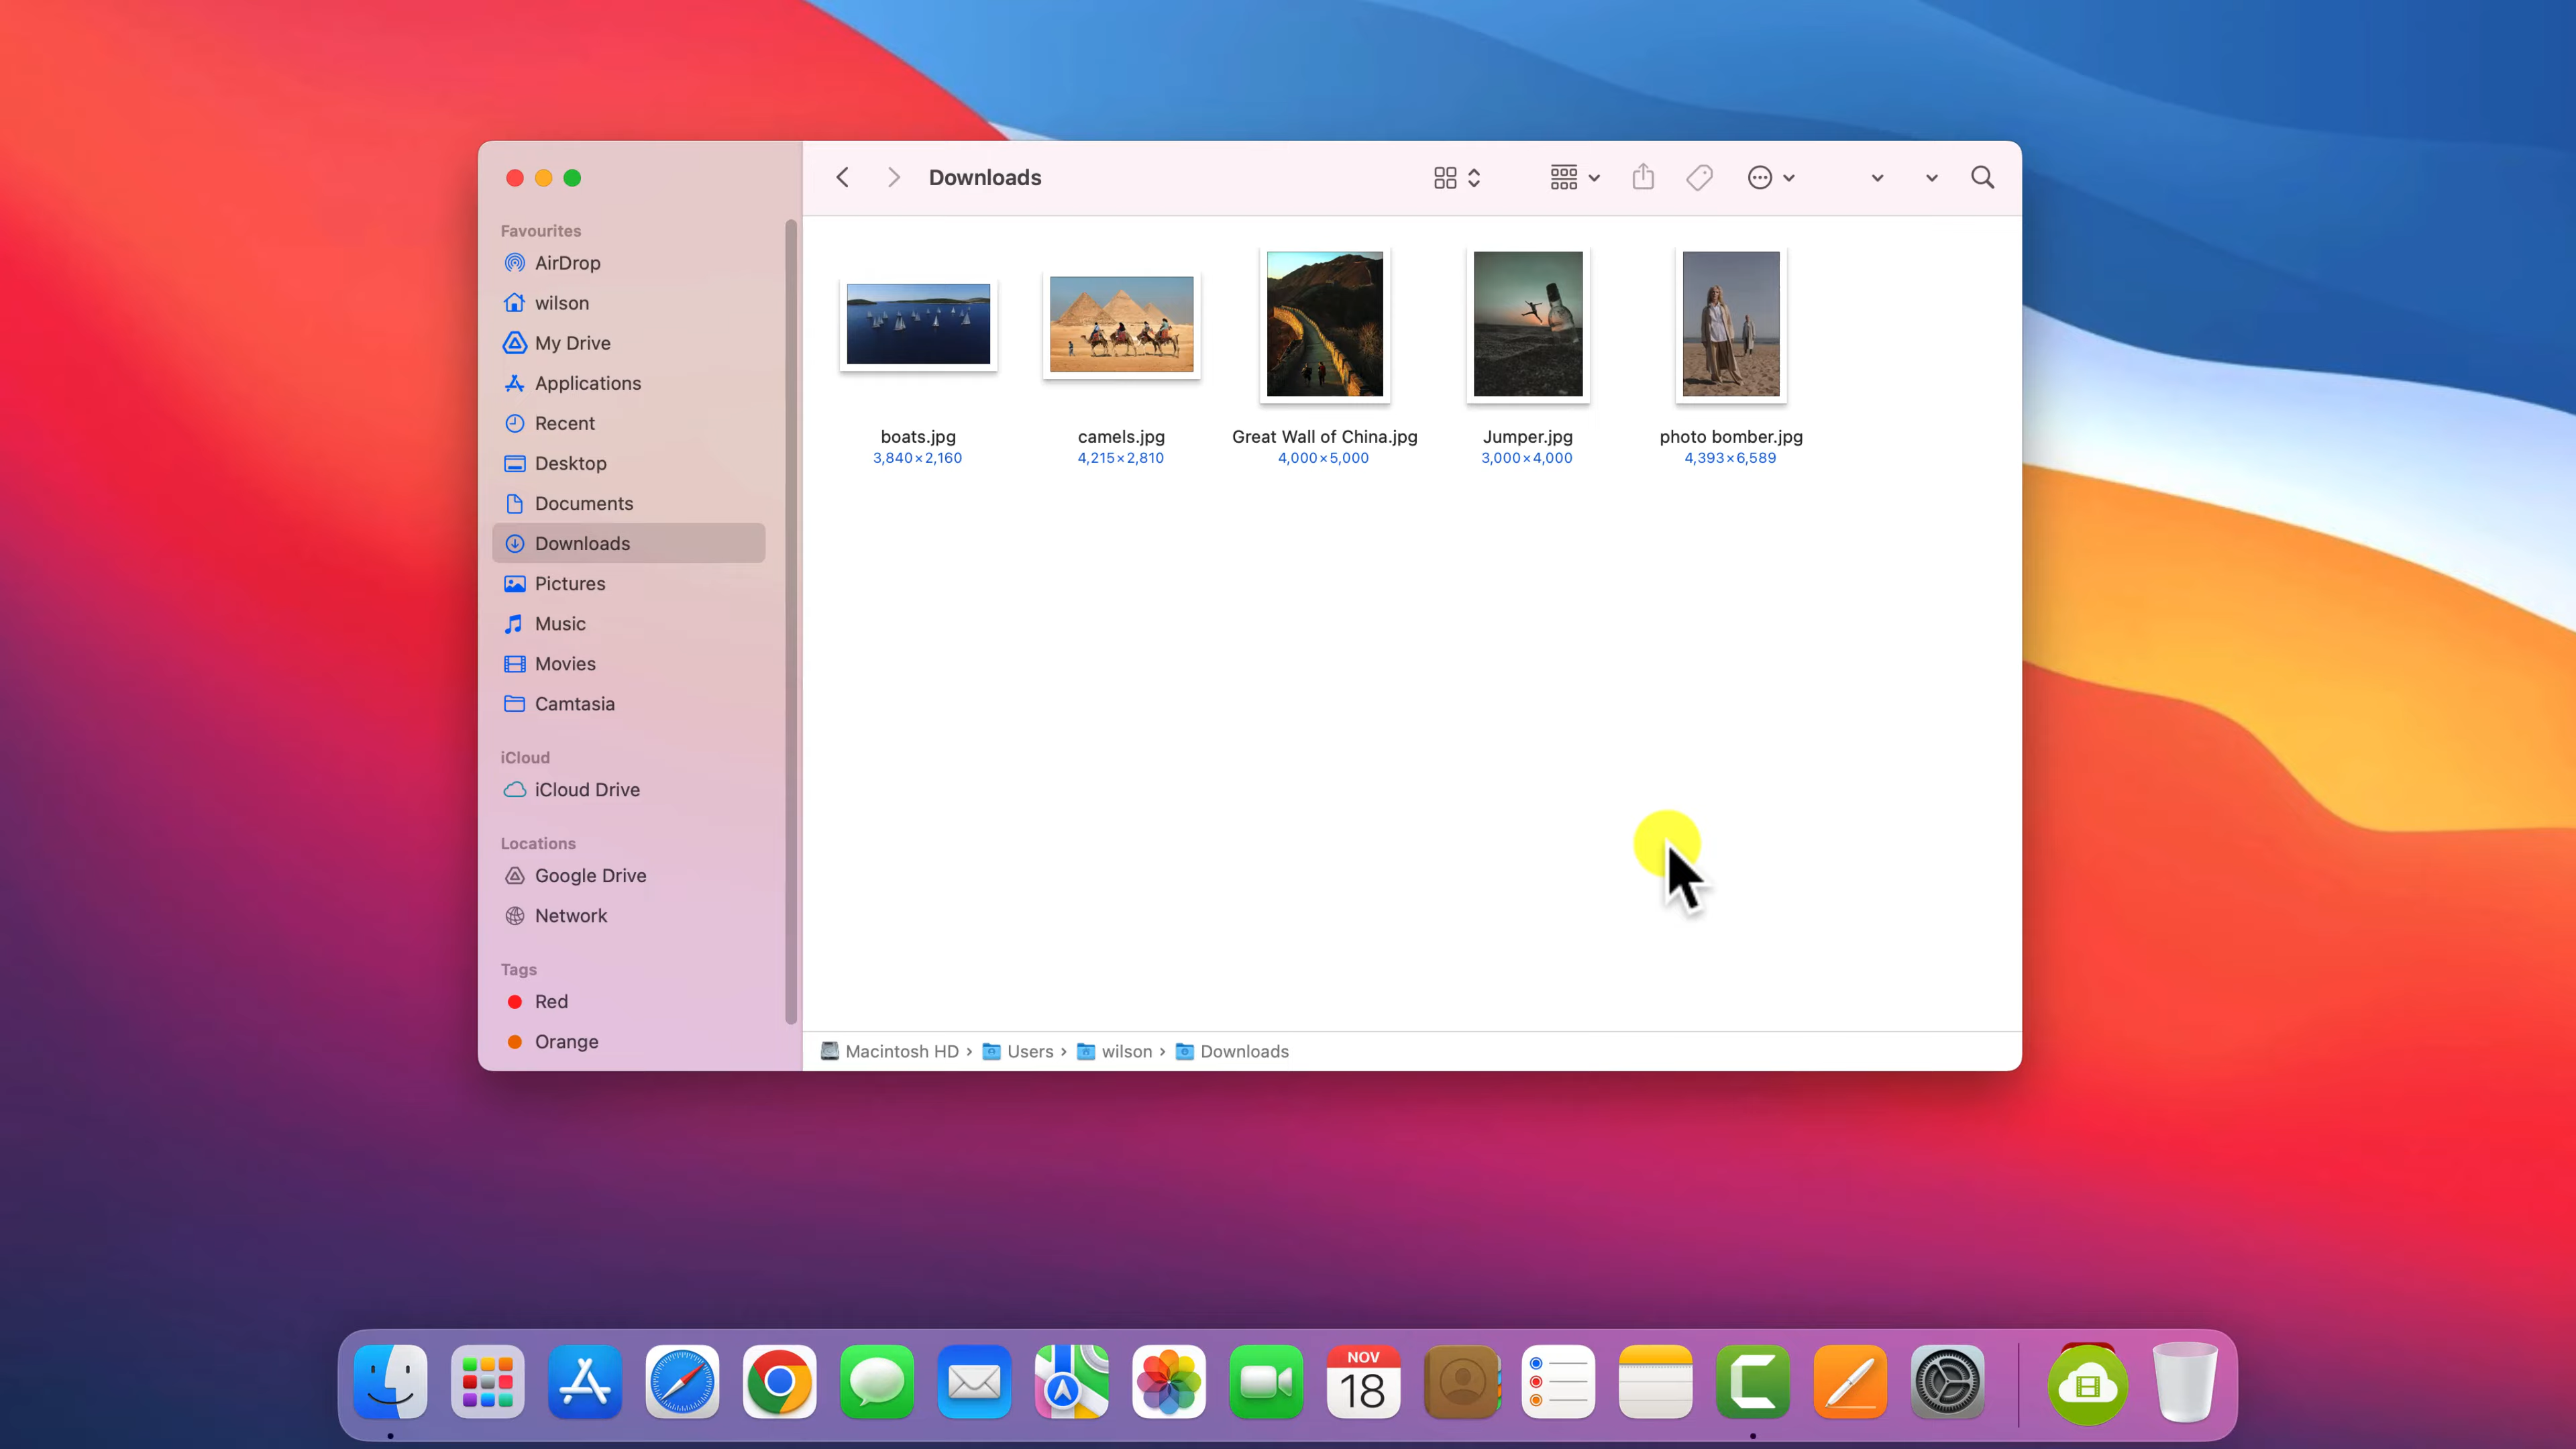 Downloads
Favourites
AirDrop
wilson
My Drive
Applications
Recent
Desktop
Documents
Downloads
Pictures
Music
Movies
Camtasia
iCloud
iCloud Drive
Locations
Google Drive
Network
Tags
Red
Orange
boats.jpg
3,840×2,160
camels.jpg
4,215×2,810
Great Wall of China.jpg
4,000×5,000
Jumper.jpg
3,000×4,000
photo bomber.jpg
4,393×6,589
Macintosh HD › Users › wilson › Downloads
NOV
18